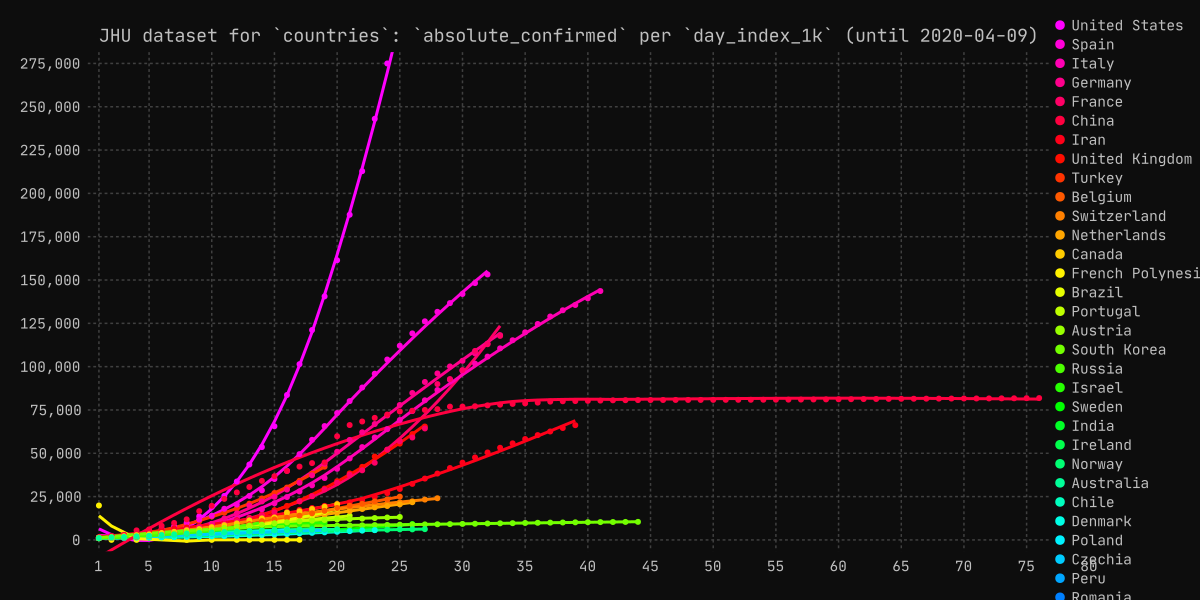 JHU dataset for `countries`: `absolute_confirmed` per `day_index_1k` (until 2020-04-09)
275,000
250,000
225,000
200,000
175,000
150,000
125,000
100,000
75,000
50,000
25,000
0
1 5 10 15 20 25 30 35 40 45 50 55 60 65 70 75 80
United States
Spain
Italy
Germany
France
China
Iran
United Kingdom
Turkey
Belgium
Switzerland
Netherlands
Canada
French Polynesi
Brazil
Portugal
Austria
South Korea
Russia
Israel
Sweden
India
Ireland
Norway
Australia
Chile
Denmark
Poland
Czechia
Peru
Romania